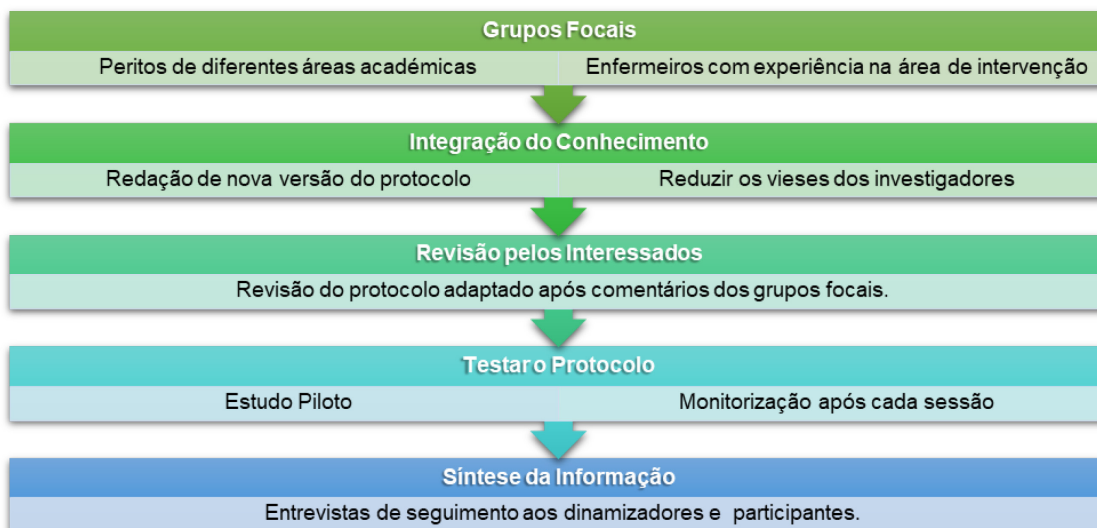 Grupos Focais
Peritos de diferentes áreas académicas
Enfermeiros com experiência na área de intervenção
Integração do Conhecimento
Redação de nova versão do protocolo
Reduzir os vieses dos investigadores
Revisão pelos Interessados
Revisão do protocolo adaptado após comentários dos grupos focais.
Testar o Protocolo
Estudo Piloto
Monitorização após cada sessão
Síntese da Informação
Entrevistas de seguimento aos dinamizadores e participantes.